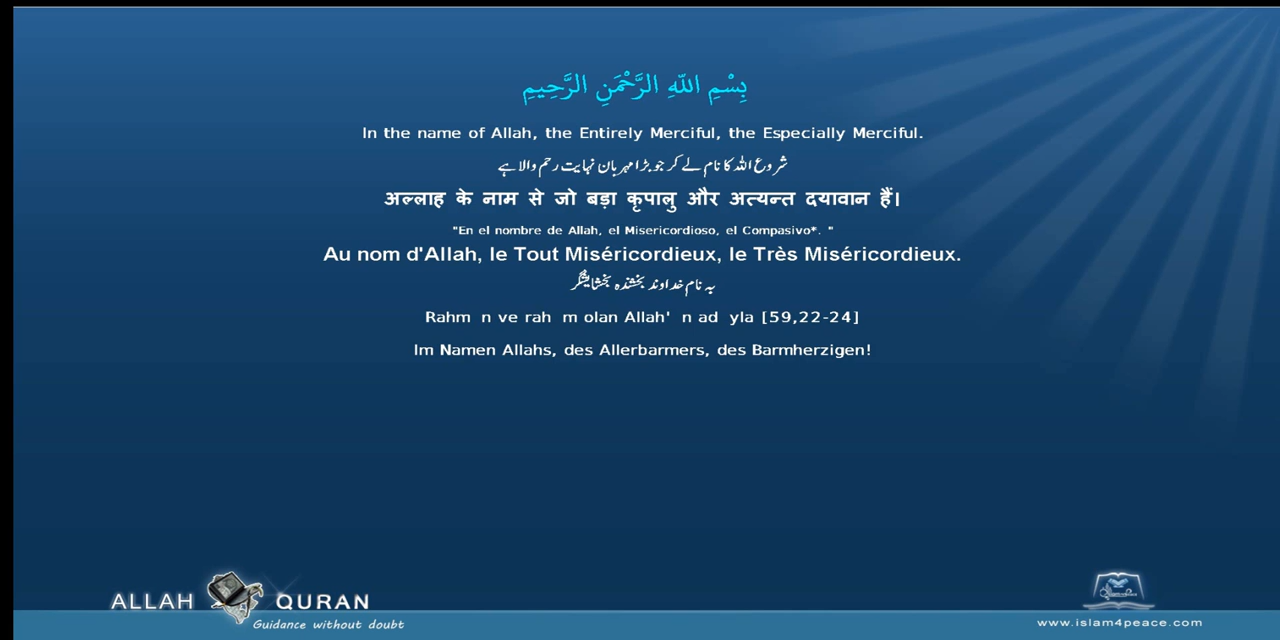 بِسْمِ اللَّهِ الرَّحْمَنِ الرَّحِيمِ
In the name of Allah, the Entirely Merciful, the Especially Merciful.
شروع اللہ کا نام لے کر جو بڑا مہربان نہایت رحم والا ہے
अल्लाह के नाम से जो बड़ा कृपालु और अत्यन्त दयावान हैं।
"En el nombre de Allah, el Misericordioso, el Compasivo*. "
Au nom d'Allah, le Tout Miséricordieux, le Très Miséricordieux.
به نام خداوند بخشنده بخشایشگر
Rahm n ve rah m olan Allah' n ad yla [59,22-24]
Im Namen Allahs, des Allerbarmers, des Barmherzigen!
ALLAH QURAN
Guidance without doubt
www.islam4peace.com